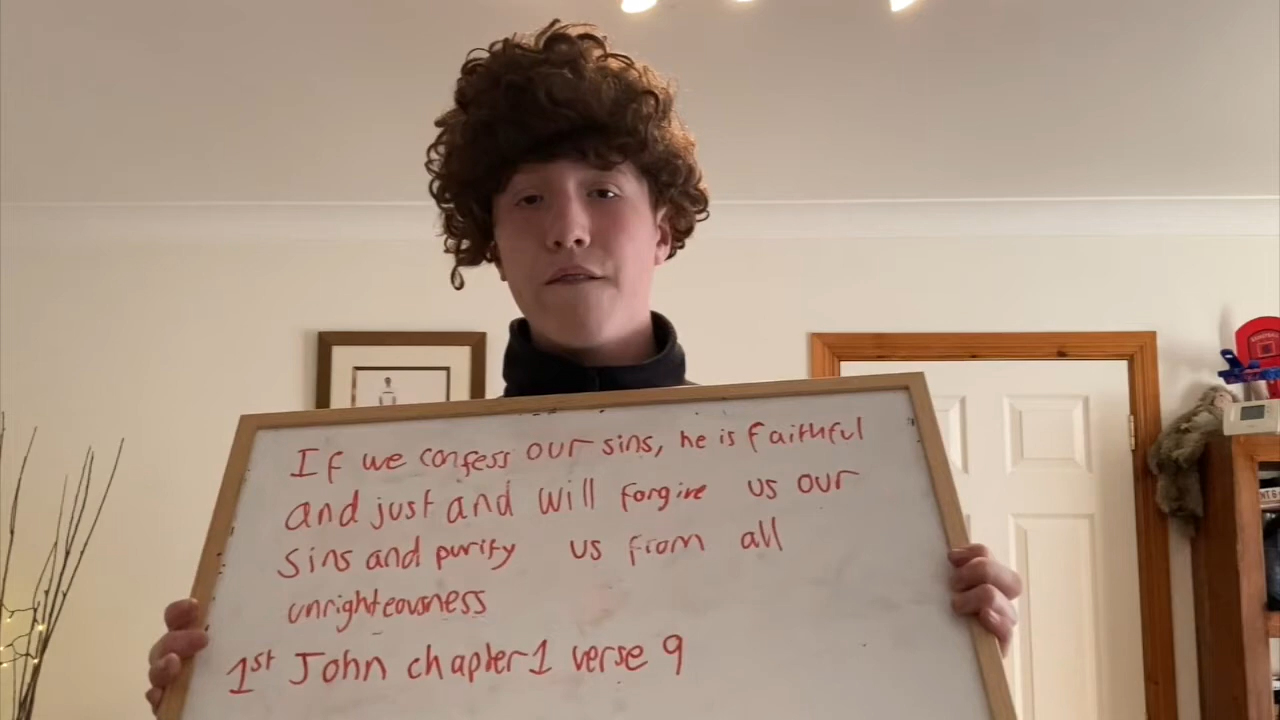 If we confess our sins, he is faithful
and just and will forgive us our
sins and purify us from all
unrighteousness
1st John chapter 1 verse 9